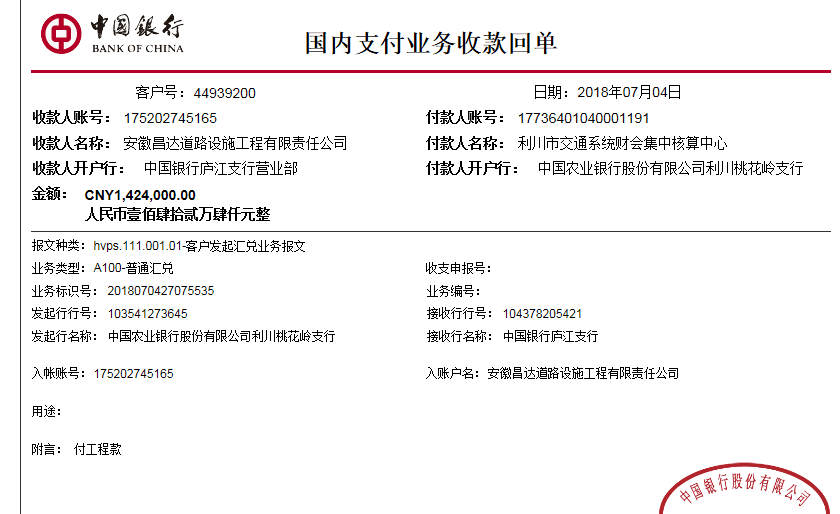 中国银行
BANK OF CHINA
国内支付业务收款回单
客户号：44939200 日期：2018年07月04日
收款人账号：175202745165 付款人账号：17736401040001191
收款人名称：安徽昌达道路设施工程有限责任公司 付款人名称：利川市交通系统财会集中核算中心
收款人开户行：中国银行庐江支行营业部 付款人开户行：中国农业银行股份有限公司利川桃花岭支行
金额：CNY1,424,000.00
人民币壹佰肆拾贰万肆仟元整
报文种类：hvps.111.001.01-客户发起汇兑业务报文
业务类型：A100-普通汇兑 收支申报号：
业务标识号：2018070427075535 业务编号：
发起行行号：103541273645 接收行行号：104378205421
发起行名称：中国农业银行股份有限公司利川桃花岭支行 接收行名称：中国银行庐江支行
入帐账号：175202745165 入账户名：安徽昌达道路设施工程有限责任公司
用途：
附言：付工程款
中国银行股份有限公司